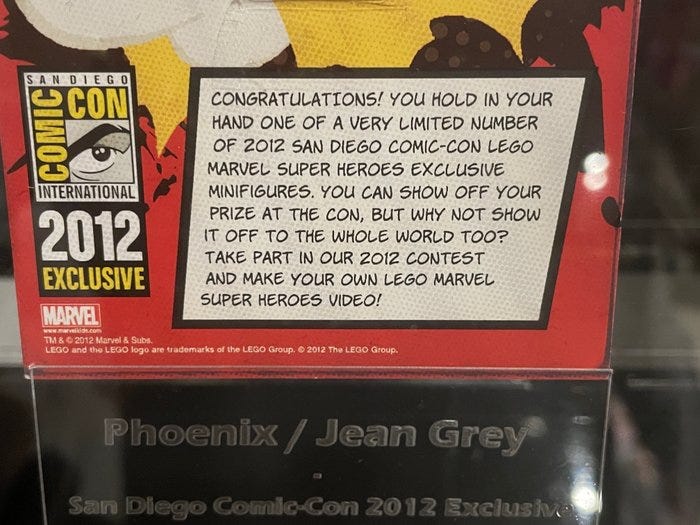 SAN DIEGO
COMIC CON
INTERNATIONAL
2012
EXCLUSIVE
CONGRATULATIONS! YOU HOLD IN YOUR
HAND ONE OF A VERY LIMITED NUMBER
OF 2012 SAN DIEGO COMIC-CON LEGO
MARVEL SUPER HEROES EXCLUSIVE
MINIFIGURES. YOU CAN SHOW OFF YOUR
PRIZE AT THE CON, BUT WHY NOT SHOW
IT OFF TO THE WHOLE WORLD TOO?
TAKE PART IN OUR 2012 CONTEST
AND MAKE YOUR OWN LEGO MARVEL
SUPER HEROES VIDEO!
MARVEL
www.marvelkids.com
TM & © 2012 Marvel & Subs.
LEGO and the LEGO logo are trademarks of the LEGO Group. © 2012 The LEGO Group.
Phoenix / Jean Grey
-
San Diego Comic-Con 2012 Exclusive